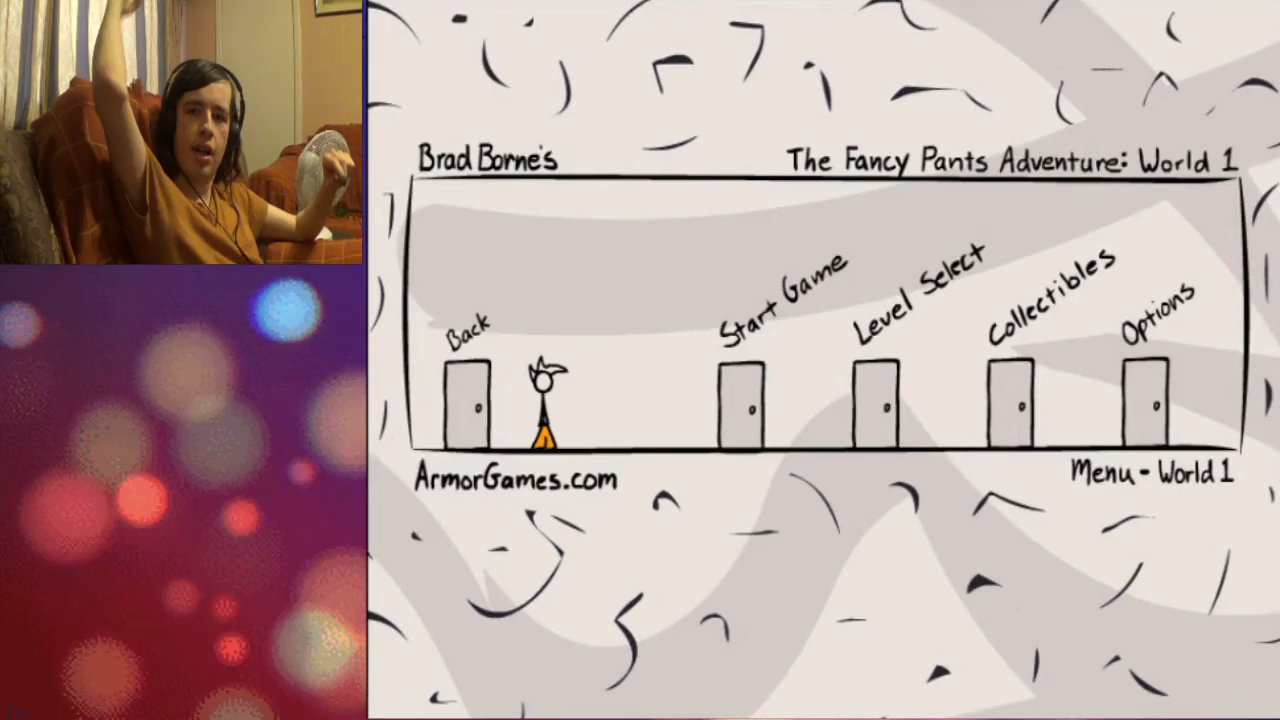 Brad Borne's
The Fancy Pants Adventure: World 1
Back
Start Game
Level Select
Collectibles
Options
ArmorGames.com
Menu - World 1